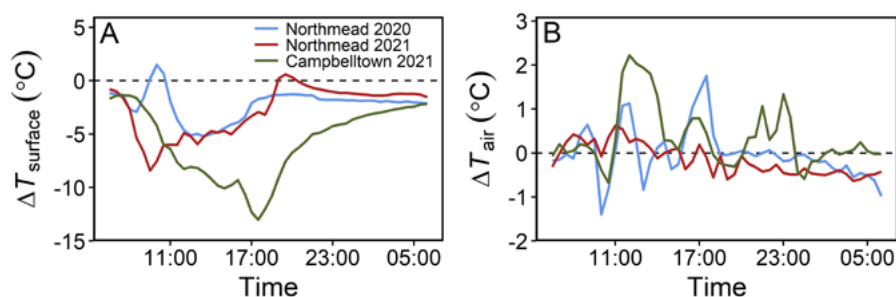 A
Northmead 2020
Northmead 2021
Campbelltown 2021
5
0
-5
-10
-15
ΔT surface (°C)
11:00 17:00 23:00 05:00
Time
B
3
2
1
0
-1
-2
ΔT air (°C)
11:00 17:00 23:00 05:00
Time